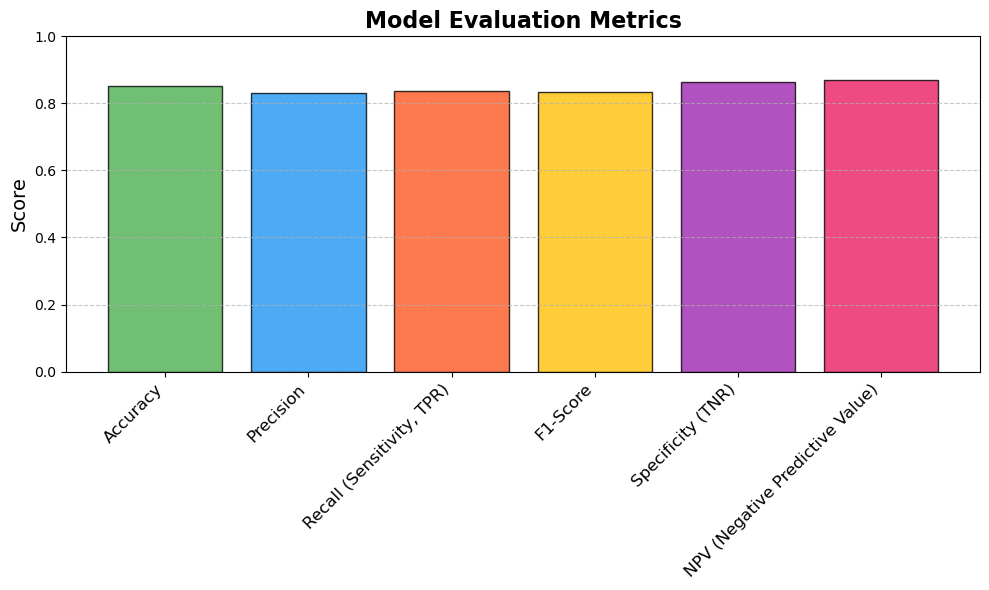 Model Evaluation Metrics
Score
1.0
0.8
0.6
0.4
0.2
0.0
Accuracy
Precision
Recall (Sensitivity, TPR)
F1-Score
Specificity (TNR)
NPV (Negative Predictive Value)